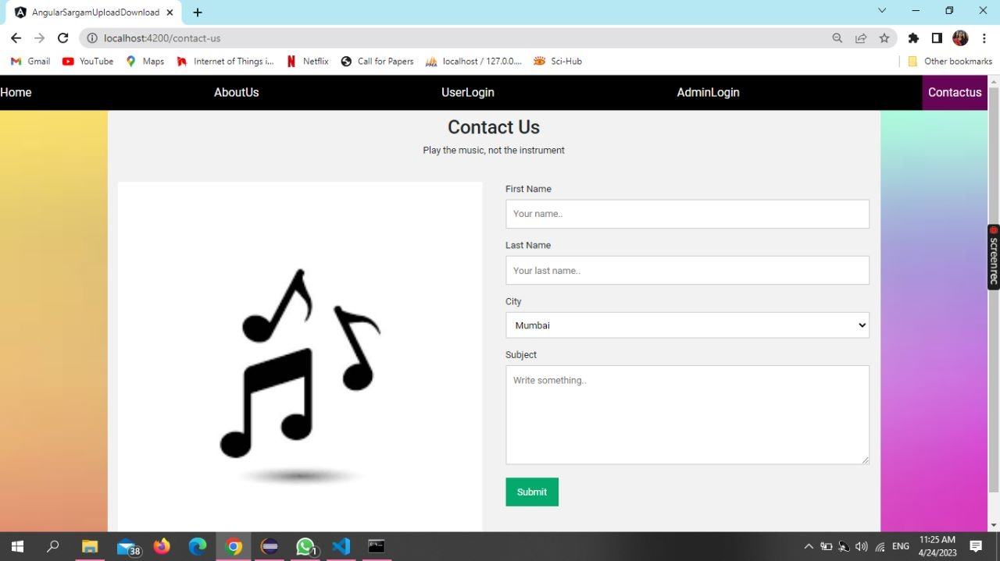 AngularSargamUploadDownload
localhost:4200/contact-us
Gmail YouTube Maps Internet of Things i... Netflix Call for Papers localhost / 127.0.0.... Sci-Hub Other bookmarks
Home AboutUs UserLogin AdminLogin Contactus
Contact Us
Play the music, not the instrument
First Name
Your name..
Last Name
Your last name..
City
Mumbai
Subject
Write something..
Submit
screenrec
38
1
ENG
11:25 AM
4/24/2023